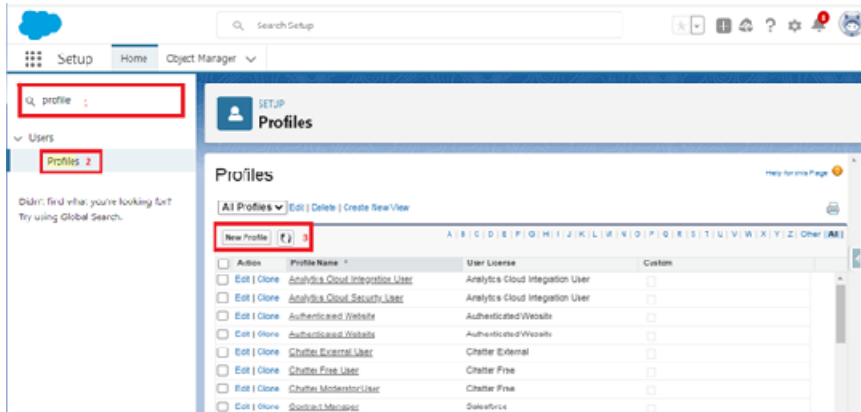 Search Setup
Setup
Home
Object Manager
profile 1
Users
Profiles 2
Didn't find what you're looking for?
Try using Global Search.
SETUP
Profiles
Profiles
Help for this Page
All Profiles Edit | Delete | Create New View
New Profile 3 A | B | C | D | E | F | G | H | I | J | K | L | M | N | O | P | Q | R | S | T | U | V | W | X | Y | Z | Other | All
Action Profile Name User License Custom
Edit | Clone Analytics Cloud Integration User Analytics Cloud Integration User
Edit | Clone Analytics Cloud Security User Analytics Cloud Integration User
Edit | Clone Authenticated Website Authenticated Website
Edit | Clone Authenticated Website Authenticated Website
Edit | Clone Chatter External User Chatter External
Edit | Clone Chatter Free User Chatter Free
Edit | Clone Chatter Moderator User Chatter Free
Edit | Clone Contract Manager Salesforce